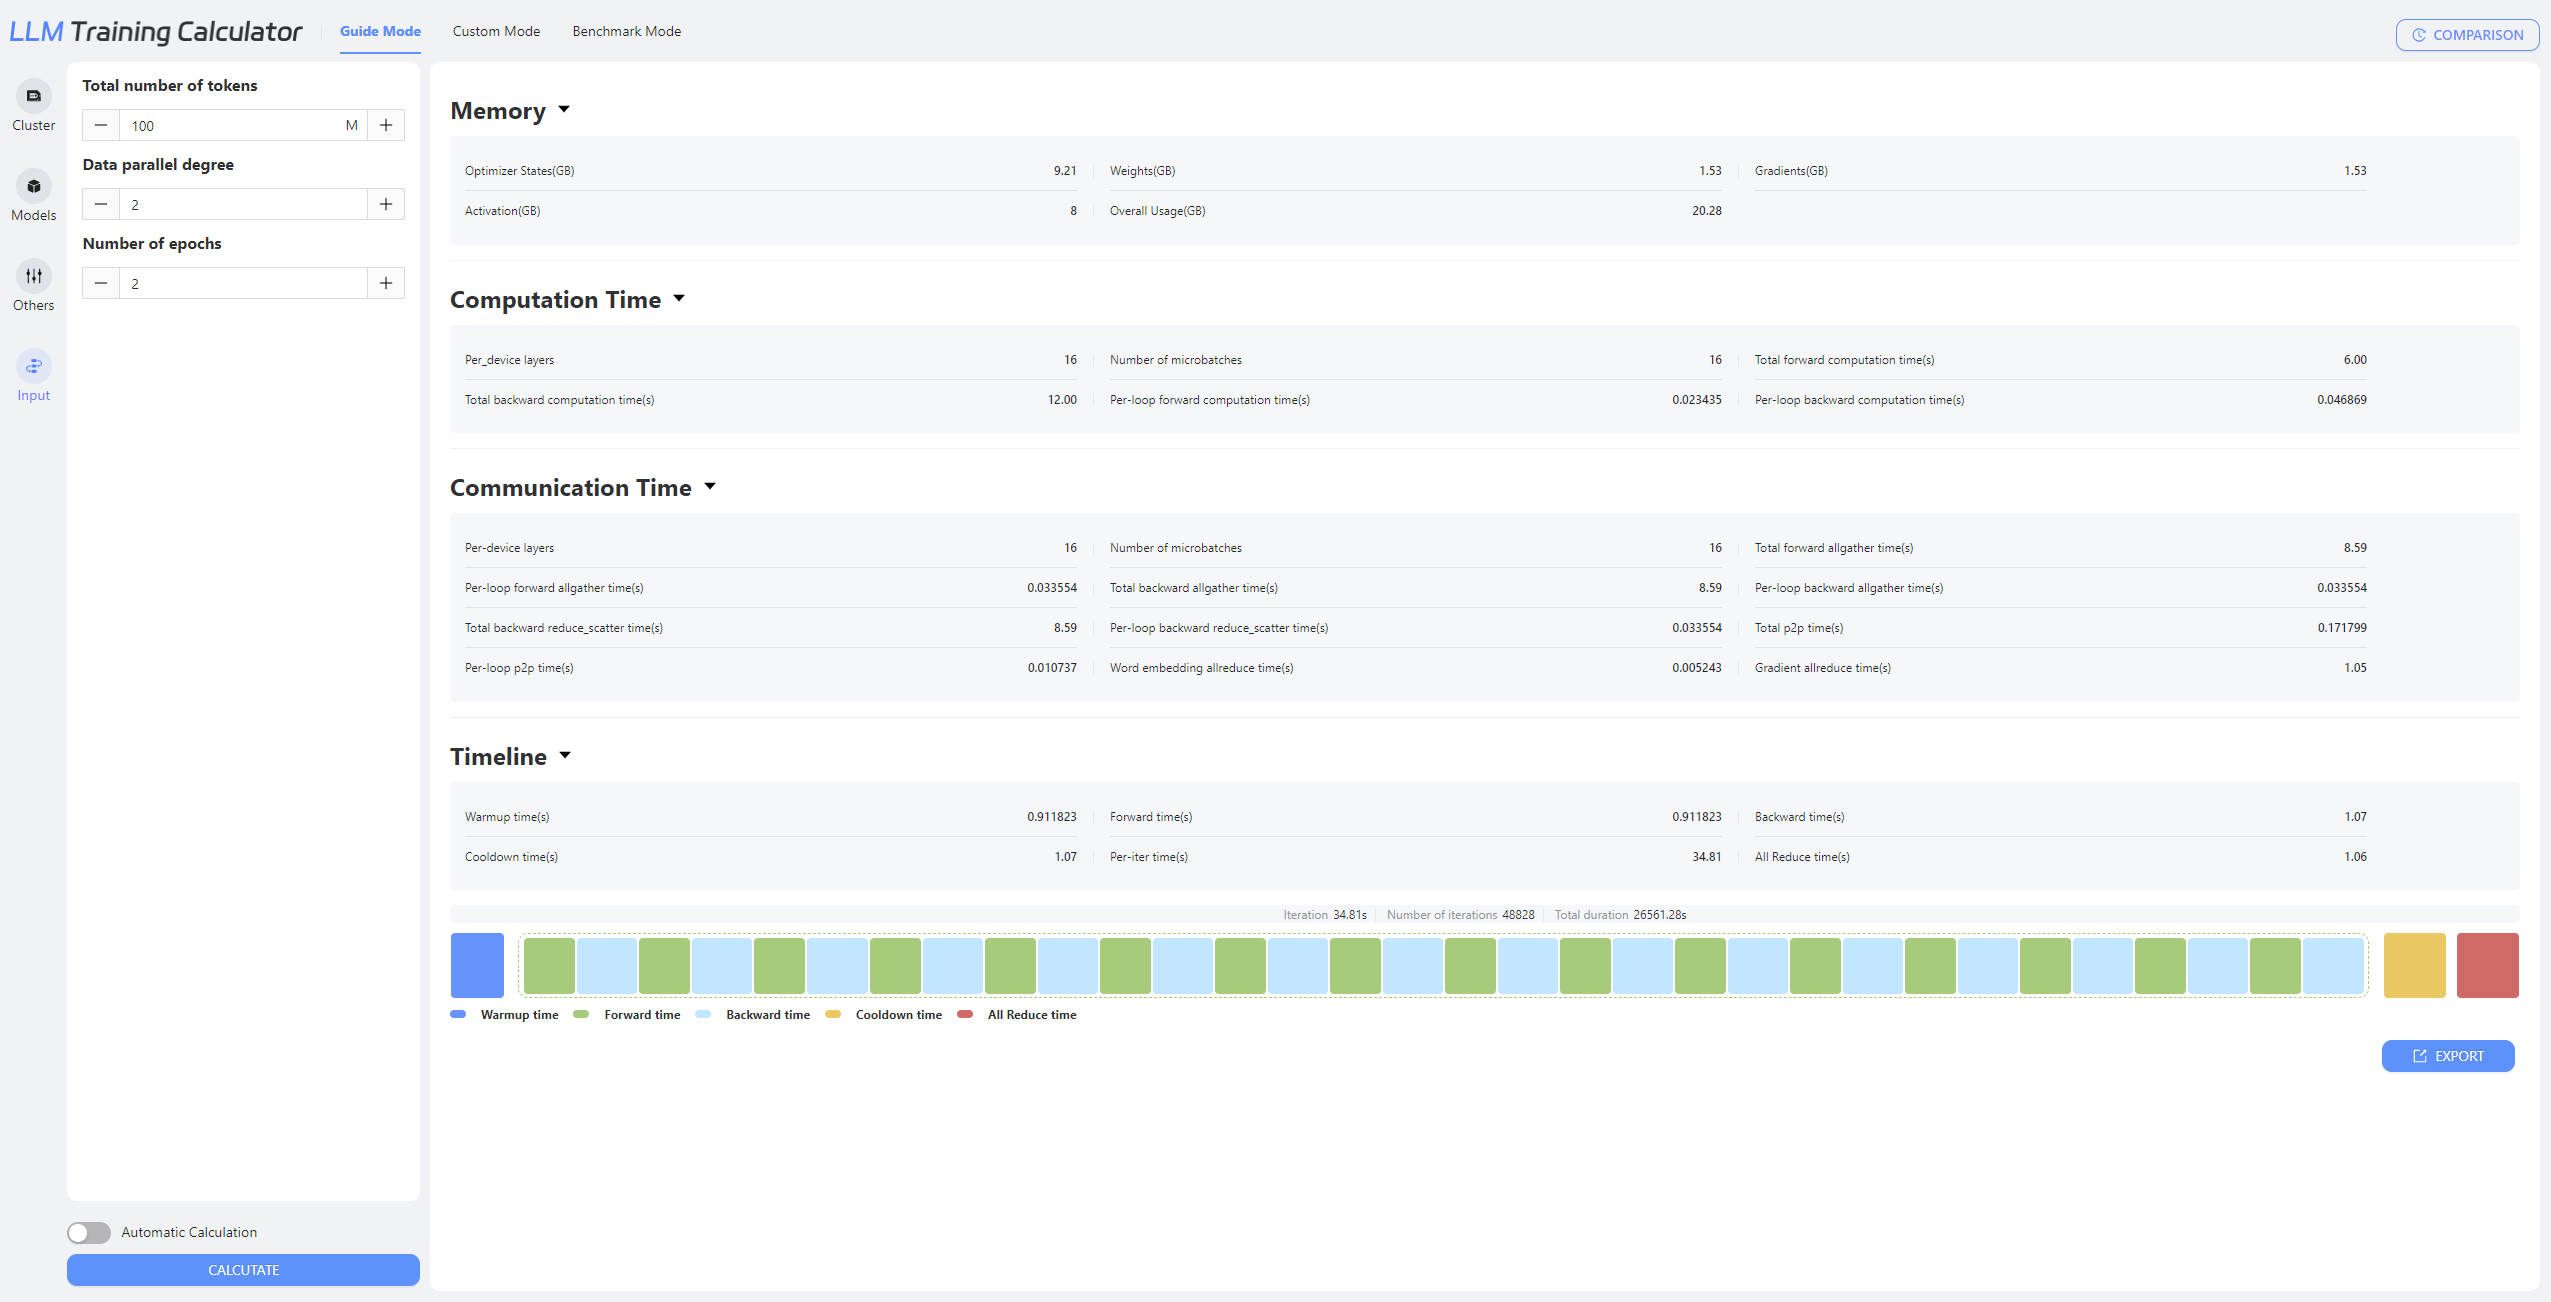 LLM Training Calculator
Guide Mode
Custom Mode
Benchmark Mode
COMPARISON
Cluster
Models
Others
Input
Total number of tokens
100 M
Data parallel degree
2
Number of epochs
2
Automatic Calculation
CALCUTATE
Memory
Optimizer States(GB) 9.21 Weights(GB) 1.53 Gradients(GB) 1.53
Activation(GB) 8 Overall Usage(GB) 20.28
Computation Time
Per_device layers 16 Number of microbatches 16 Total forward computation time(s) 6.00
Total backward computation time(s) 12.00 Per-loop forward computation time(s) 0.023435 Per-loop backward computation time(s) 0.046869
Communication Time
Per-device layers 16 Number of microbatches 16 Total forward allgather time(s) 8.59
Per-loop forward allgather time(s) 0.033554 Total backward allgather time(s) 8.59 Per-loop backward allgather time(s) 0.033554
Total backward reduce_scatter time(s) 8.59 Per-loop backward reduce_scatter time(s) 0.033554 Total p2p time(s) 0.171799
Per-loop p2p time(s) 0.010737 Word embedding allreduce time(s) 0.005243 Gradient allreduce time(s) 1.05
Timeline
Warmup time(s) 0.911823 Forward time(s) 0.911823 Backward time(s) 1.07
Cooldown time(s) 1.07 Per-iter time(s) 34.81 All Reduce time(s) 1.06
Iteration 34.81s Number of iterations 48828 Total duration 26561.28s
Warmup time Forward time Backward time Cooldown time All Reduce time
EXPORT